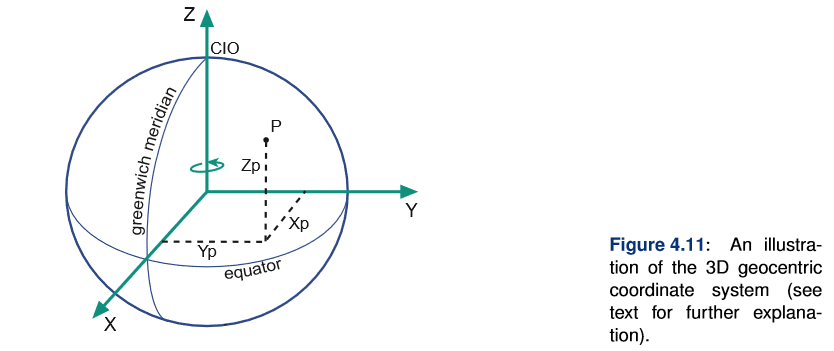 Z
CIO
greenwich meridian
P
Zp
Y
Xp
Yp
equator
X
Figure 4.11: An illustra-
tion of the 3D geocentric
coordinate system (see
text for further explana-
tion).